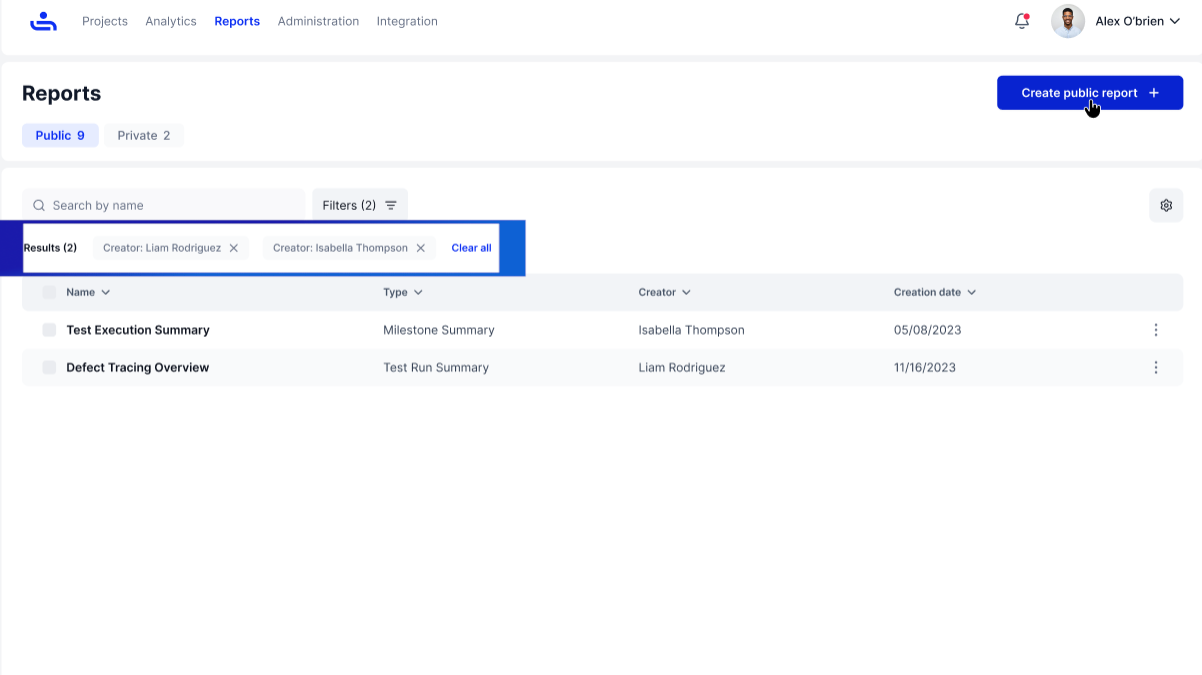 Projects Analytics Reports Administration Integration Alex O'brien
Reports
Create public report +
Public 9 Private 2
Search by name Filters (2)
Results (2) Creator: Liam Rodriguez Creator: Isabella Thompson Clear all
Name Type Creator Creation date
Test Execution Summary Milestone Summary Isabella Thompson 05/08/2023
Defect Tracing Overview Test Run Summary Liam Rodriguez 11/16/2023